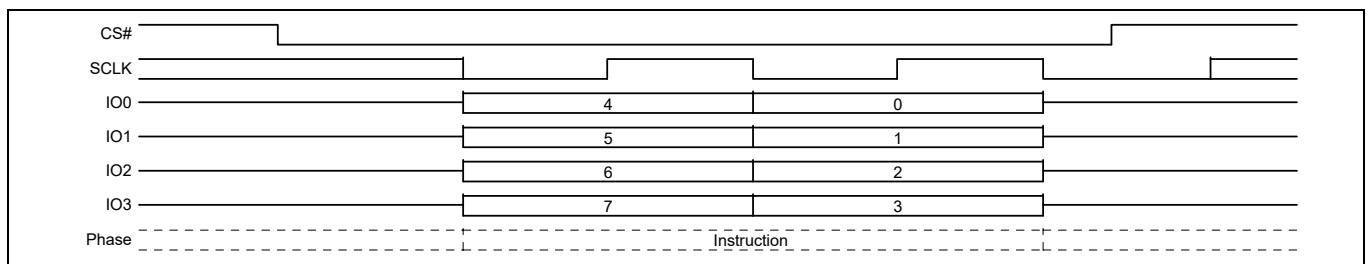 CS#
SCLK
IO0 4 0
IO1 5 1
IO2 6 2
IO3 7 3
Phase Instruction